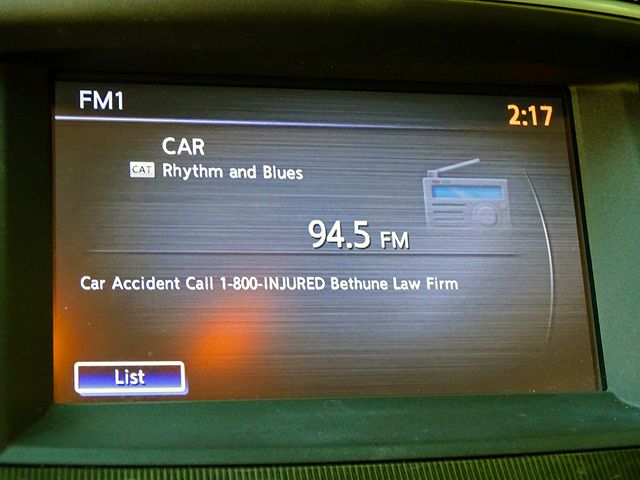 FM1
2:17
CAR
CAT Rhythm and Blues
94.5 FM
Car Accident Call 1-800-INJURED Bethune Law Firm
List